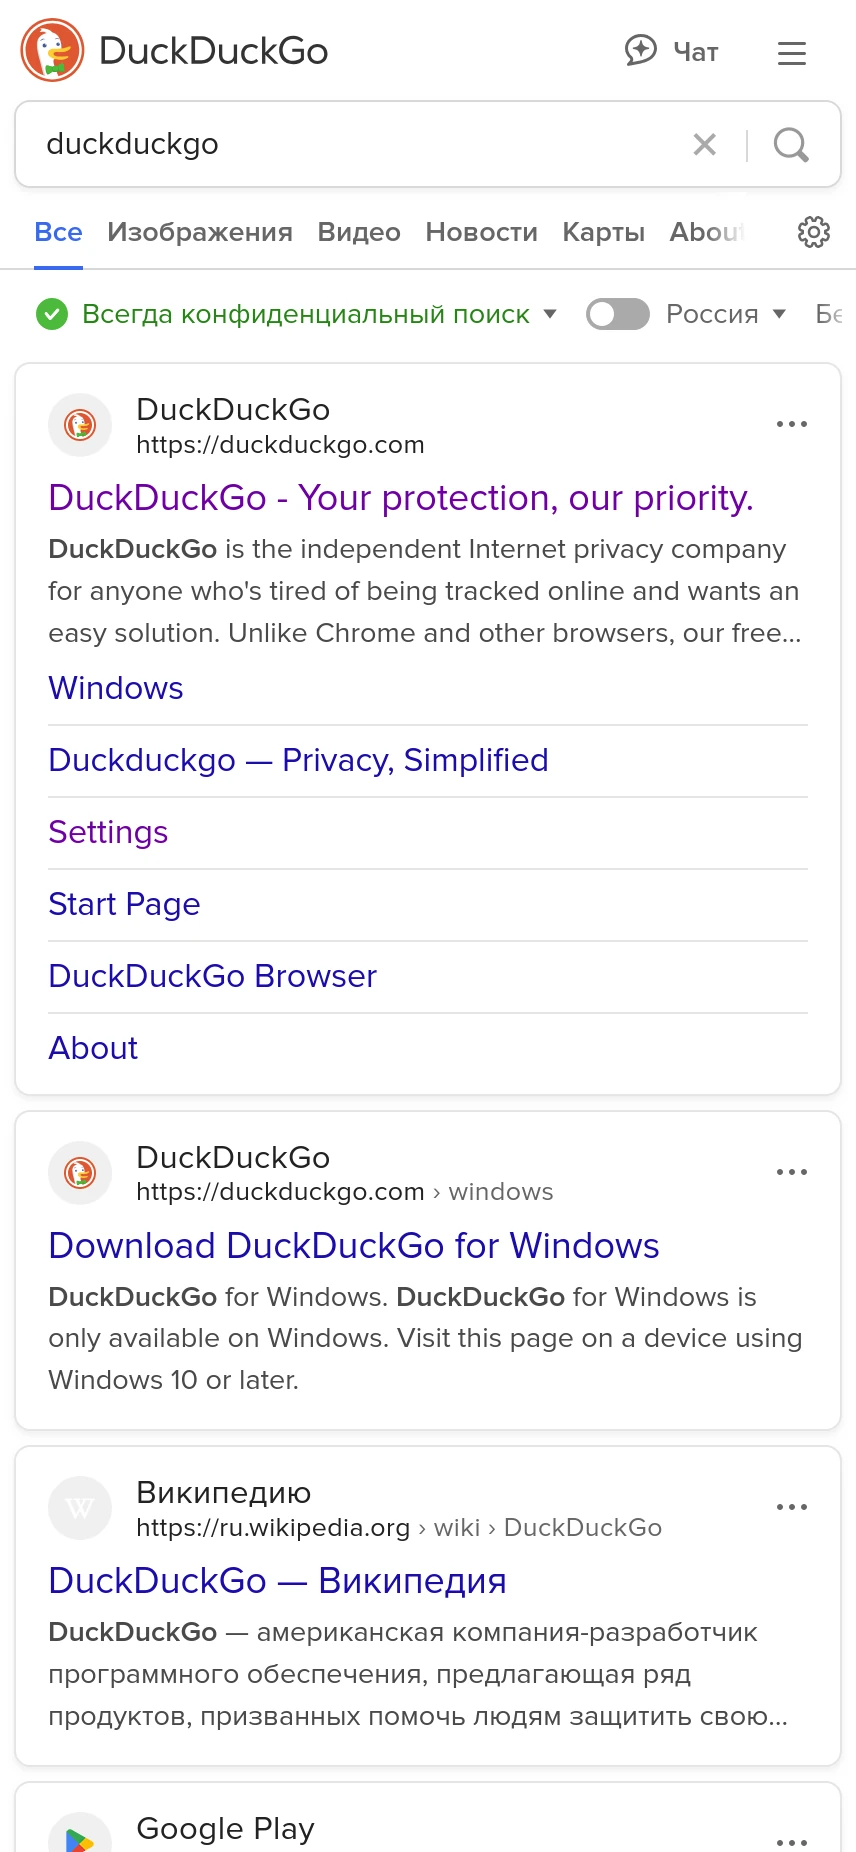 DuckDuckGo
Чат
duckduckgo
Все Изображения Видео Новости Карты About
Всегда конфиденциальный поиск Россия
DuckDuckGo
https://duckduckgo.com
DuckDuckGo - Your protection, our priority.
DuckDuckGo is the independent Internet privacy company
for anyone who's tired of being tracked online and wants an
easy solution. Unlike Chrome and other browsers, our free...
Windows
Duckduckgo — Privacy, Simplified
Settings
Start Page
DuckDuckGo Browser
About
DuckDuckGo
https://duckduckgo.com › windows
Download DuckDuckGo for Windows
DuckDuckGo for Windows. DuckDuckGo for Windows is
only available on Windows. Visit this page on a device using
Windows 10 or later.
W
Википедию
https://ru.wikipedia.org › wiki › DuckDuckGo
DuckDuckGo — Википедия
DuckDuckGo — американская компания-разработчик
программного обеспечения, предлагающая ряд
продуктов, призванных помочь людям защитить свою...
Google Play